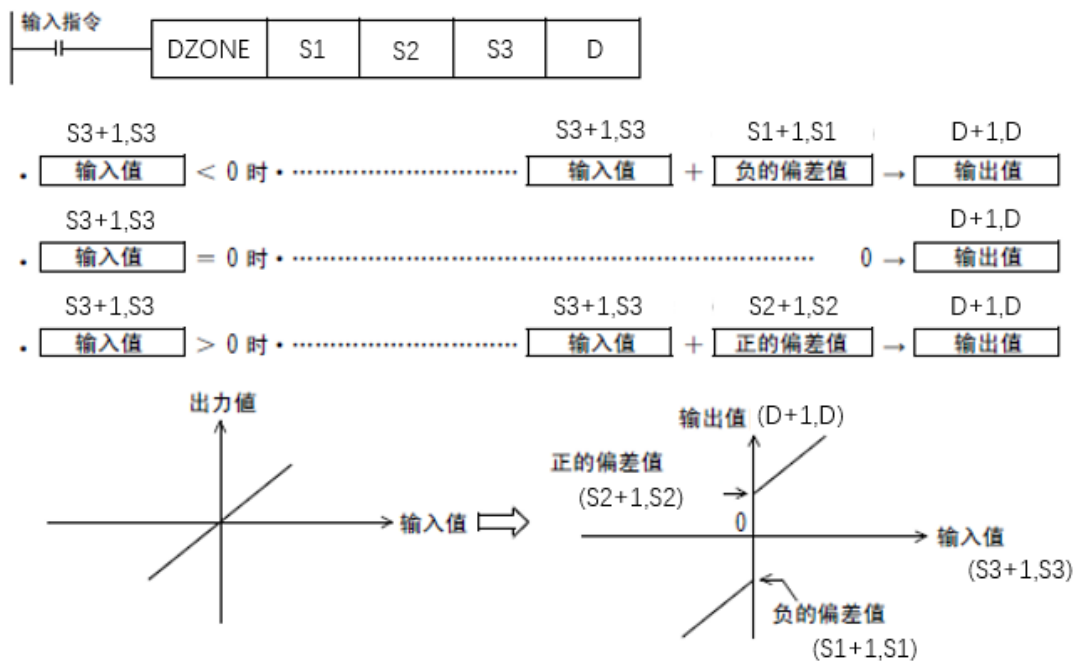 输入指令
DZONE S1 S2 S3 D
S3+1,S3 S3+1,S3 S1+1,S1 D+1,D
· 输入值 < 0 时 · ······························ 输入值 + 负的偏差值 → 输出值
S3+1,S3 D+1,D
· 输入值 = 0 时 · ······························ 0 → 输出值
S3+1,S3 S3+1,S3 S2+1,S2 D+1,D
· 输入值 > 0 时 · ······························ 输入值 + 正的偏差值 → 输出值
出力値
输入值
输出值 (D+1,D)
正的偏差值
(S2+1,S2)
0
输入值
(S3+1,S3)
负的偏差值
(S1+1,S1)